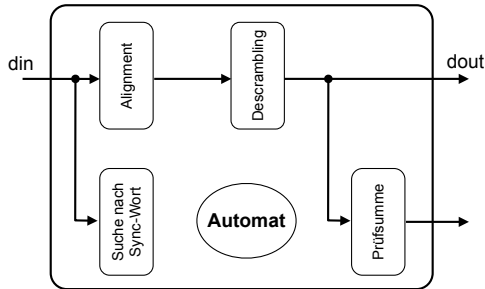 din
Alignment
Descrambling
dout
Suche nach
Sync-Wort
Automat
Prüfsumme